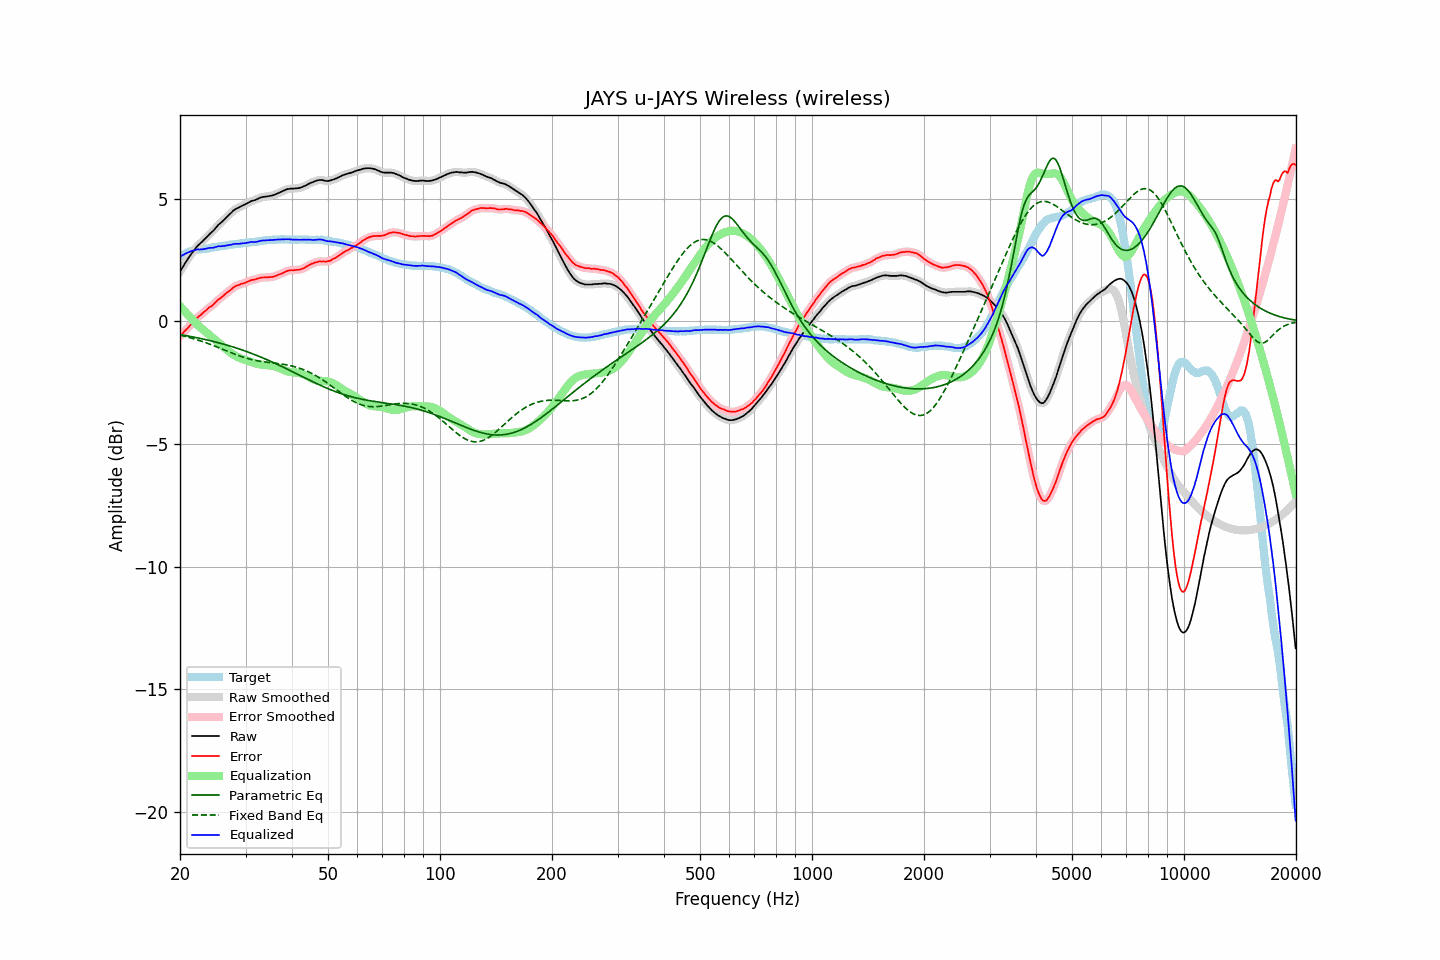 JAYS u-JAYS Wireless (wireless)
Amplitude (dBr)
5
0
−5
−10
−15
−20
Target
Raw Smoothed
Error Smoothed
Raw
Error
Equalization
Parametric Eq
Fixed Band Eq
Equalized
20 50 100 200 500 1000 2000 5000 10000 20000
Frequency (Hz)